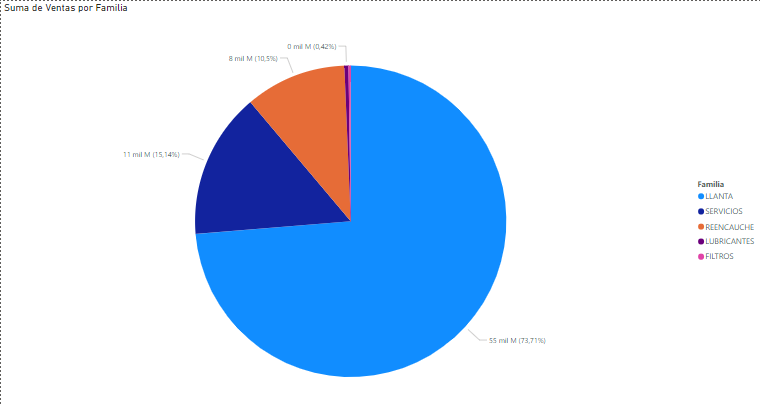 Suma de Ventas por Familia
0 mil M (0,42%)
8 mil M (10,5%)
11 mil M (15,14%)
55 mil M (73,71%)
Familia
LLANTA
SERVICIOS
REENCAUCHE
LUBRICANTES
FILTROS